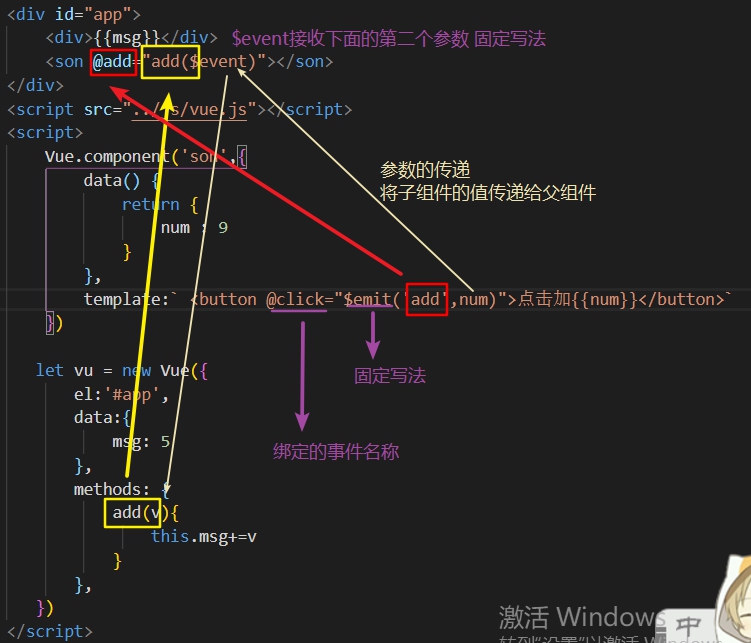 <div id="app">
<div>{{msg}}</div> $event接收下面的第二个参数 固定写法
<son @add="add($event)"></son>
</div>
<script src="../js/vue.js"></script>
<script>
Vue.component('son',{
参数的传递
data() {
将子组件的值传递给父组件
return {
num : 9
}
},
template:` <button @click="$emit('add',num)">点击加{{num}}</button>`
})
let vu = new Vue({
固定写法
el:'#app',
data:{
msg: 5
绑定的事件名称
},
methods: {
add(v){
this.msg+=v
}
},
})
</script>
激活 Windows
转到“设置”以激活 Windows
中